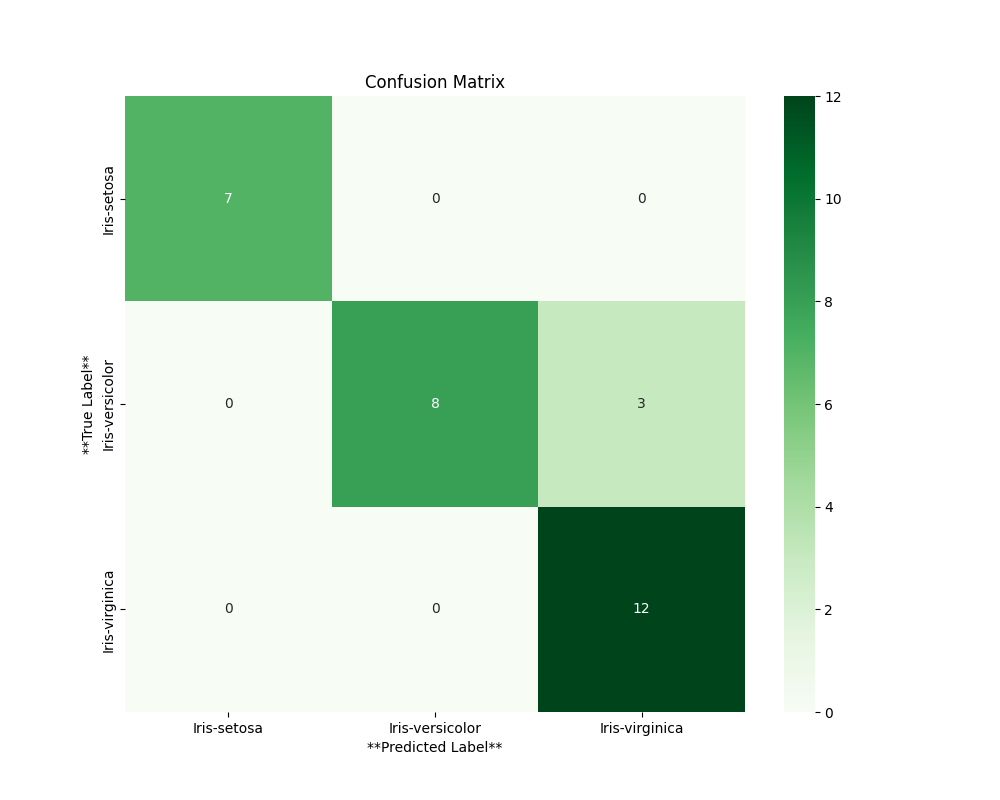 Confusion Matrix
**True Label**
Iris-setosa
7 0 0
Iris-versicolor
0 8 3
Iris-virginica
0 0 12
Iris-setosa Iris-versicolor Iris-virginica
**Predicted Label**
12
10
8
6
4
2
0